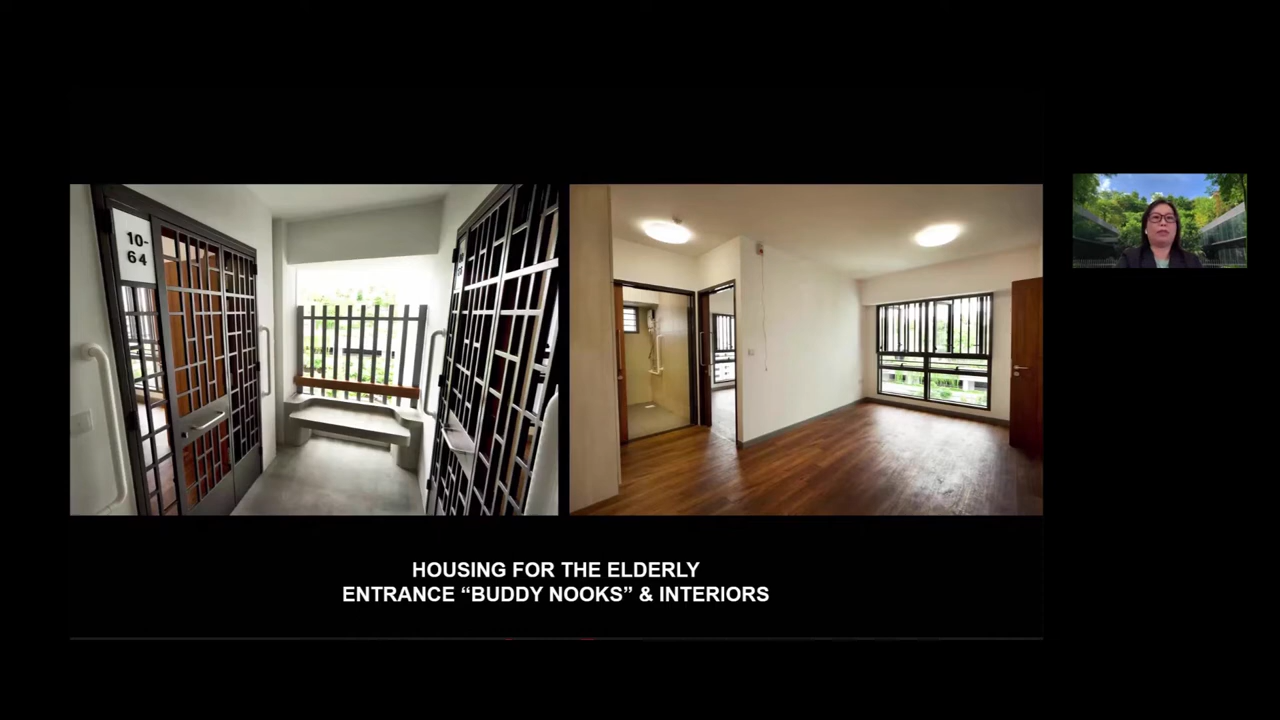 10-
64
HOUSING FOR THE ELDERLY
ENTRANCE “BUDDY NOOKS” & INTERIORS